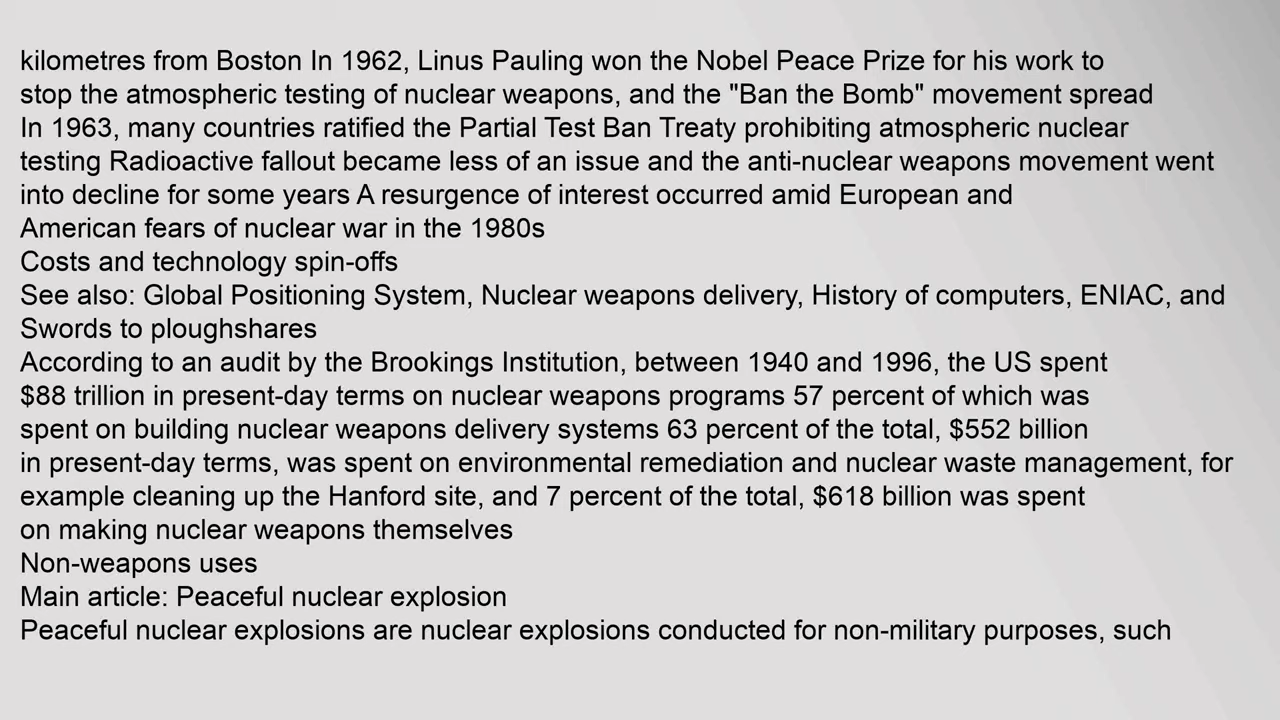 kilometres from Boston In 1962, Linus Pauling won the Nobel Peace Prize for his work to
stop the atmospheric testing of nuclear weapons, and the "Ban the Bomb" movement spread
In 1963, many countries ratified the Partial Test Ban Treaty prohibiting atmospheric nuclear
testing Radioactive fallout became less of an issue and the anti-nuclear weapons movement went
into decline for some years A resurgence of interest occurred amid European and
American fears of nuclear war in the 1980s
Costs and technology spin-offs
See also: Global Positioning System, Nuclear weapons delivery, History of computers, ENIAC, and
Swords to ploughshares
According to an audit by the Brookings Institution, between 1940 and 1996, the US spent
$88 trillion in present-day terms on nuclear weapons programs 57 percent of which was
spent on building nuclear weapons delivery systems 63 percent of the total, $552 billion
in present-day terms, was spent on environmental remediation and nuclear waste management, for
example cleaning up the Hanford site, and 7 percent of the total, $618 billion was spent
on making nuclear weapons themselves
Non-weapons uses
Main article: Peaceful nuclear explosion
Peaceful nuclear explosions are nuclear explosions conducted for non-military purposes, such